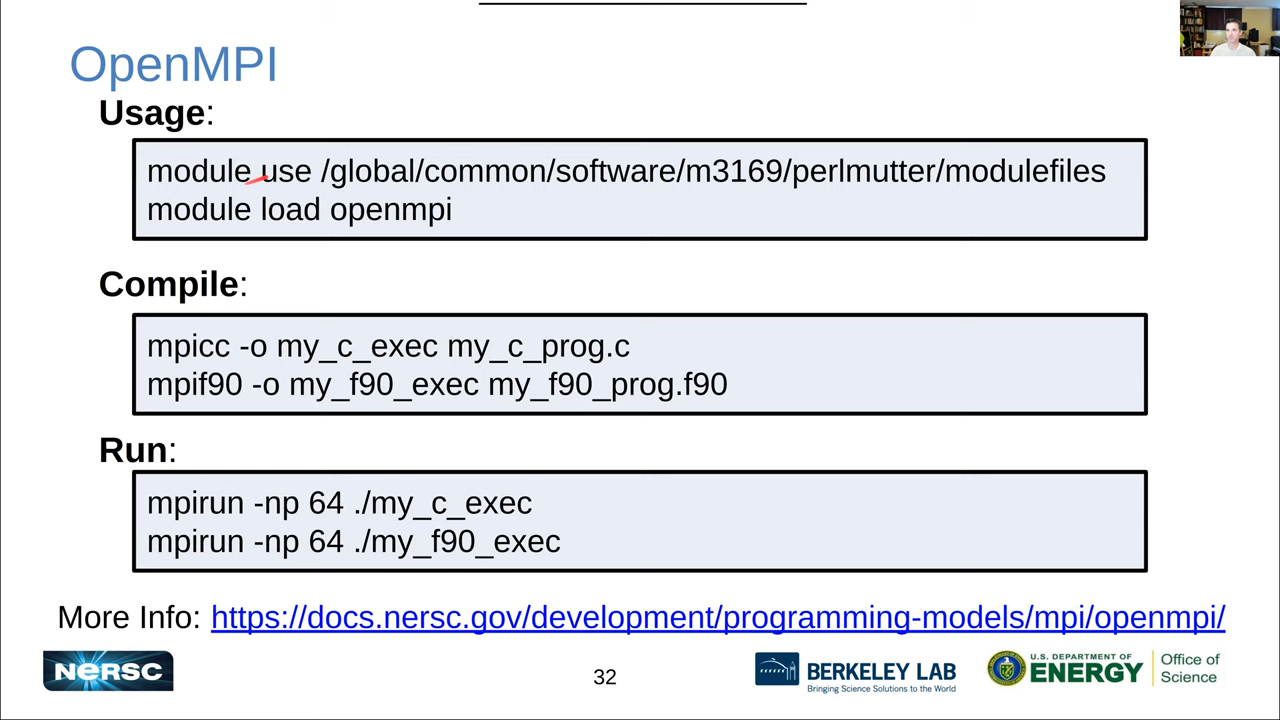 OpenMPI
Usage:
module use /global/common/software/m3169/perlmutter/modulefiles
module load openmpi
Compile:
mpicc -o my_c_exec my_c_prog.c
mpif90 -o my_f90_exec my_f90_prog.f90
Run:
mpirun -np 64 ./my_c_exec
mpirun -np 64 ./my_f90_exec
More Info: https://docs.nersc.gov/development/programming-models/mpi/openmpi/
NERSC
32
BERKELEY LAB
Bringing Science Solutions to the World
U.S. DEPARTMENT OF
ENERGY
Office of
Science